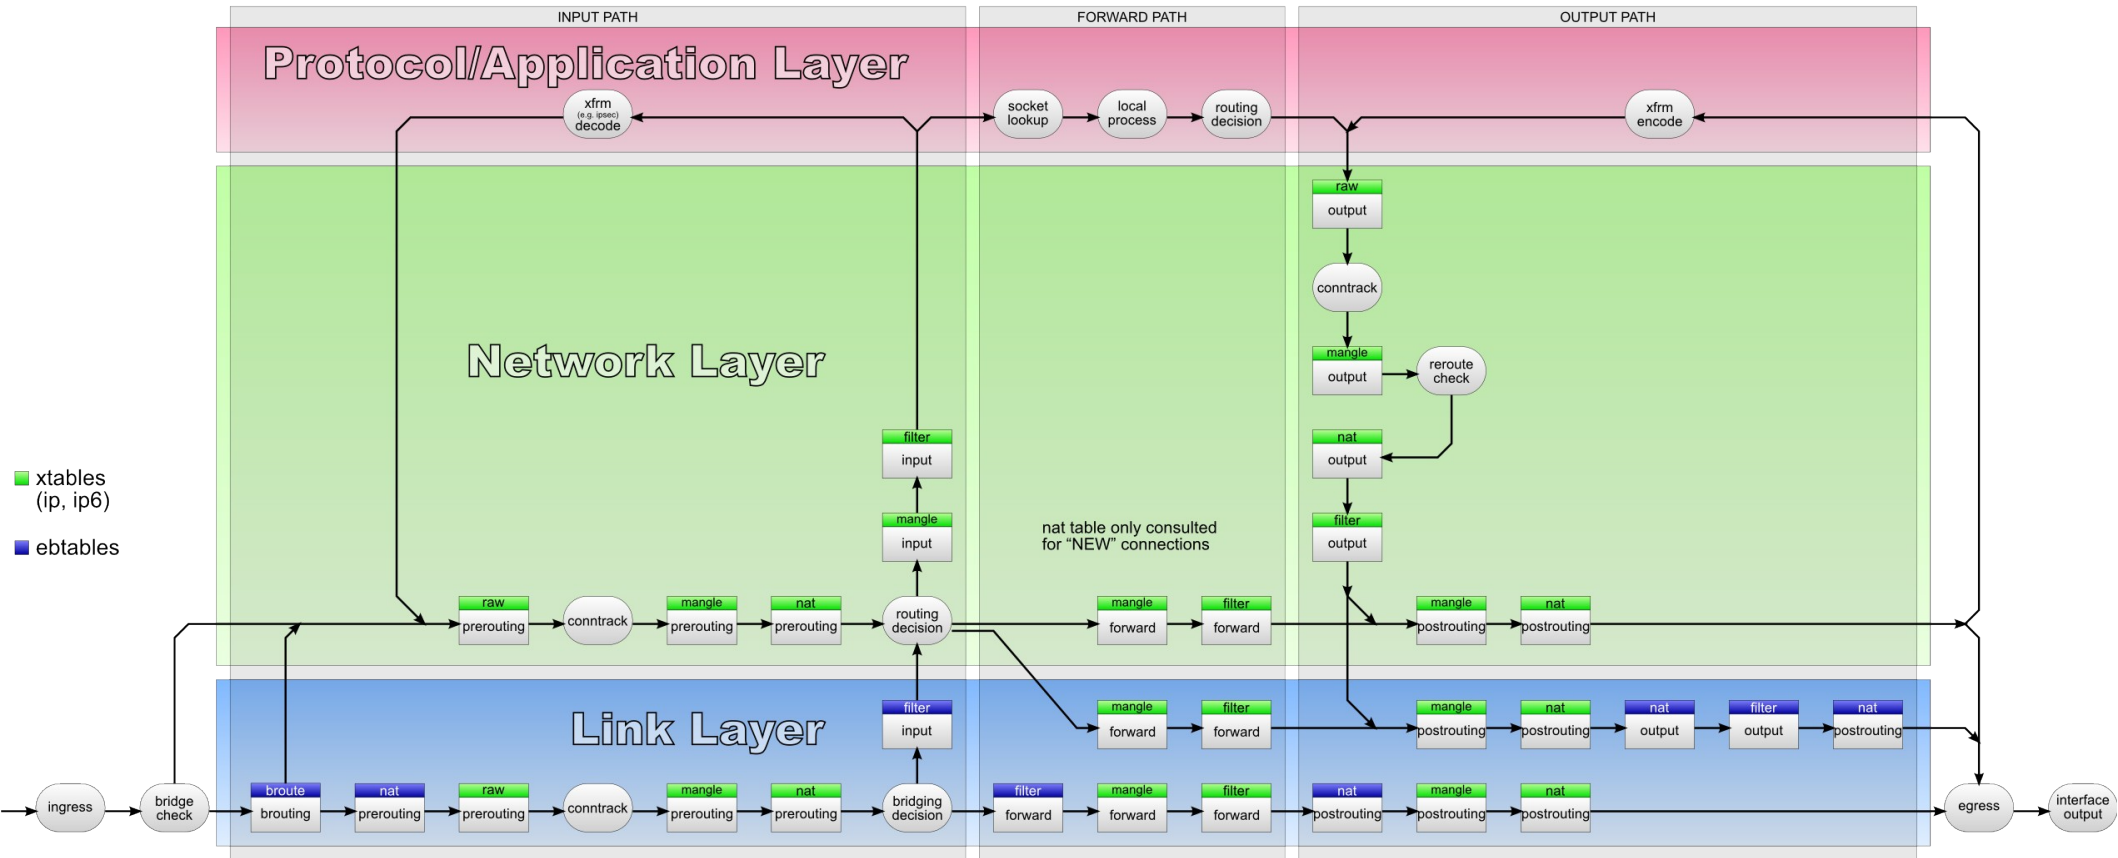 INPUT PATH
FORWARD PATH
OUTPUT PATH
Protocol/Application Layer
xfrm
(e.g. ipsec)
decode
socket
lookup
local
process
routing
decision
xfrm
encode
raw
output
conntrack
mangle
output
reroute
check
Network Layer
filter
input
nat
output
xtables
(ip, ip6)
ebtables
mangle
input
nat table only consulted
for “NEW” connections
filter
output
raw
prerouting
conntrack
mangle
prerouting
nat
prerouting
routing
decision
mangle
forward
filter
forward
mangle
postrouting
nat
postrouting
Link Layer
filter
input
mangle
forward
filter
forward
mangle
postrouting
nat
postrouting
nat
output
filter
output
nat
postrouting
ingress
bridge
check
broute
brouting
nat
prerouting
raw
prerouting
conntrack
mangle
prerouting
nat
prerouting
bridging
decision
filter
forward
mangle
forward
filter
forward
nat
postrouting
mangle
postrouting
nat
postrouting
egress
interface
output